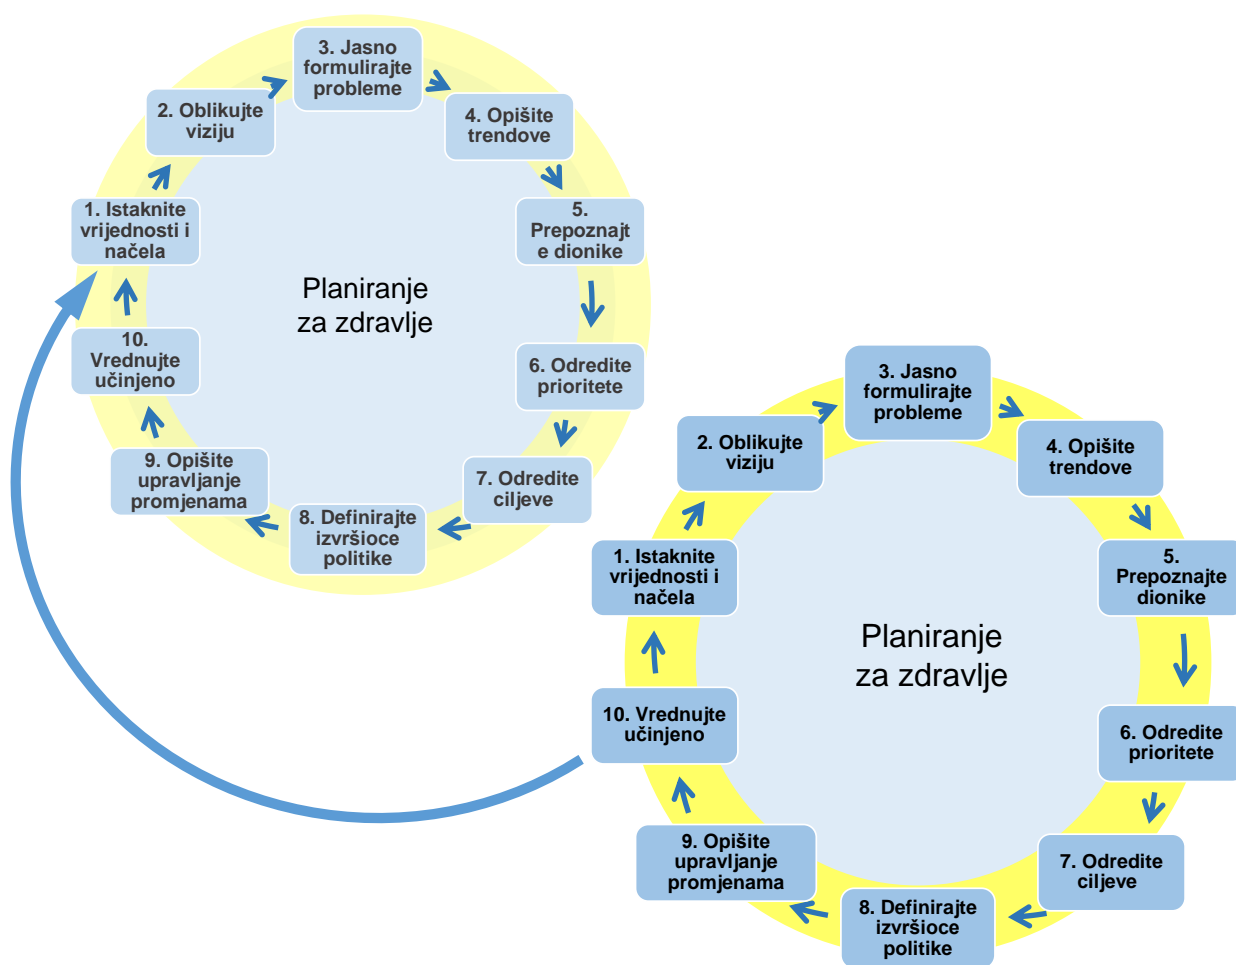 3. Jasno
formulirajte
probleme
2. Oblikujte
viziju
4. Opišite
trendove
1. Istaknite
vrijednosti i
načela
5.
Prepoznajt
e dionike
Planiranje
za zdravlje
10.
Vrednujte
učinjeno
6. Odredite
prioritete
9. Opišite
upravljanje
promjenama
7. Odredite
ciljeve
8. Definirajte
izvršioce
politike
3. Jasno
formulirajte
probleme
2. Oblikujte
viziju
4. Opišite
trendove
1. Istaknite
vrijednosti i
načela
5.
Prepoznajte
dionike
Planiranje
za zdravlje
10. Vrednujte
učinjeno
6. Odredite
prioritete
9. Opišite
upravljanje
promjenama
7. Odredite
ciljeve
8. Definirajte
izvršioce
politike